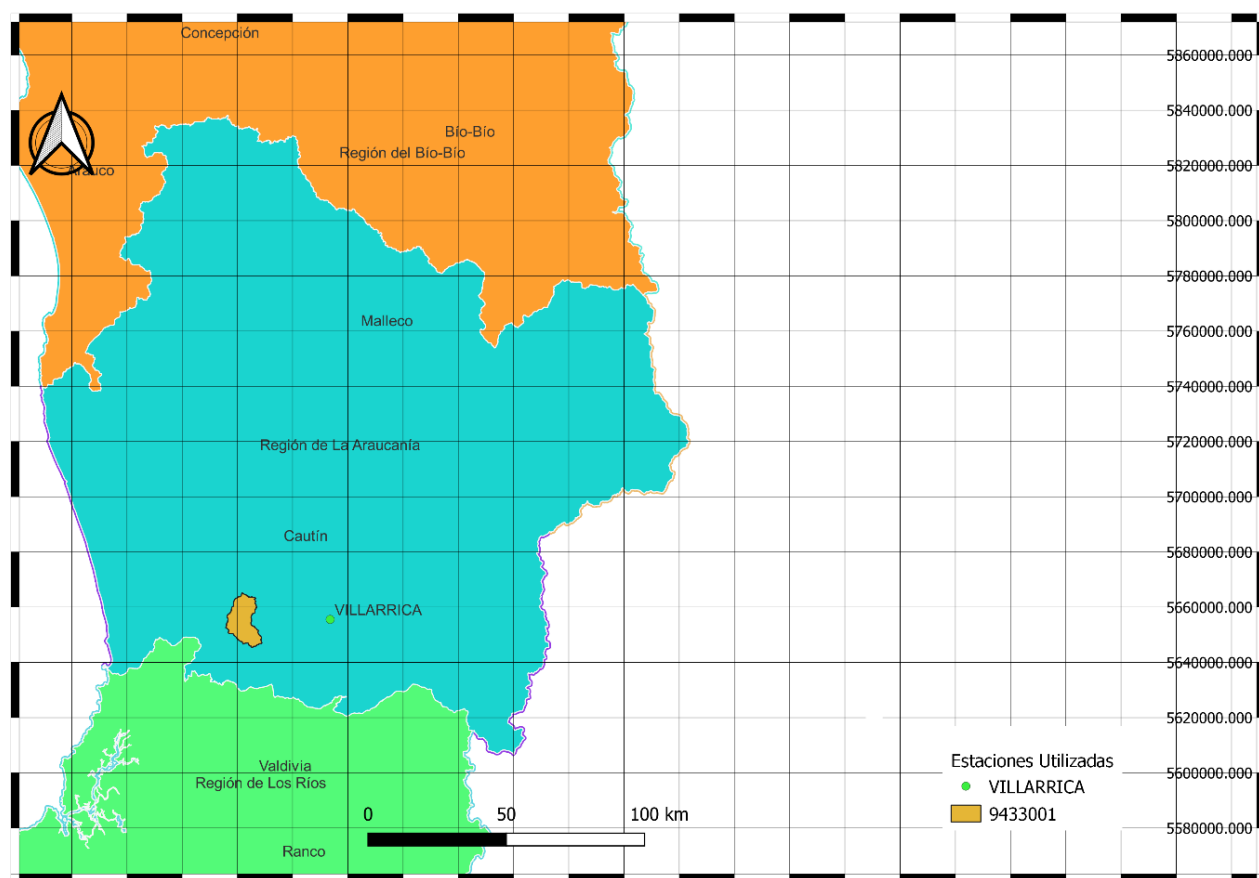 Concepción
5860000.000
5840000.000
Bío-Bío
Región del Bío-Bío
5820000.000
Arauco
5800000.000
5780000.000
5760000.000
Malleco
5740000.000
5720000.000
Región de La Araucanía
5700000.000
Cautín
5680000.000
5660000.000
VILLARRICA
5640000.000
5620000.000
Estaciones Utilizadas
VILLARRICA
9433001
Valdivia
5600000.000
Región de Los Ríos
0 50 100 km
5580000.000
Ranco